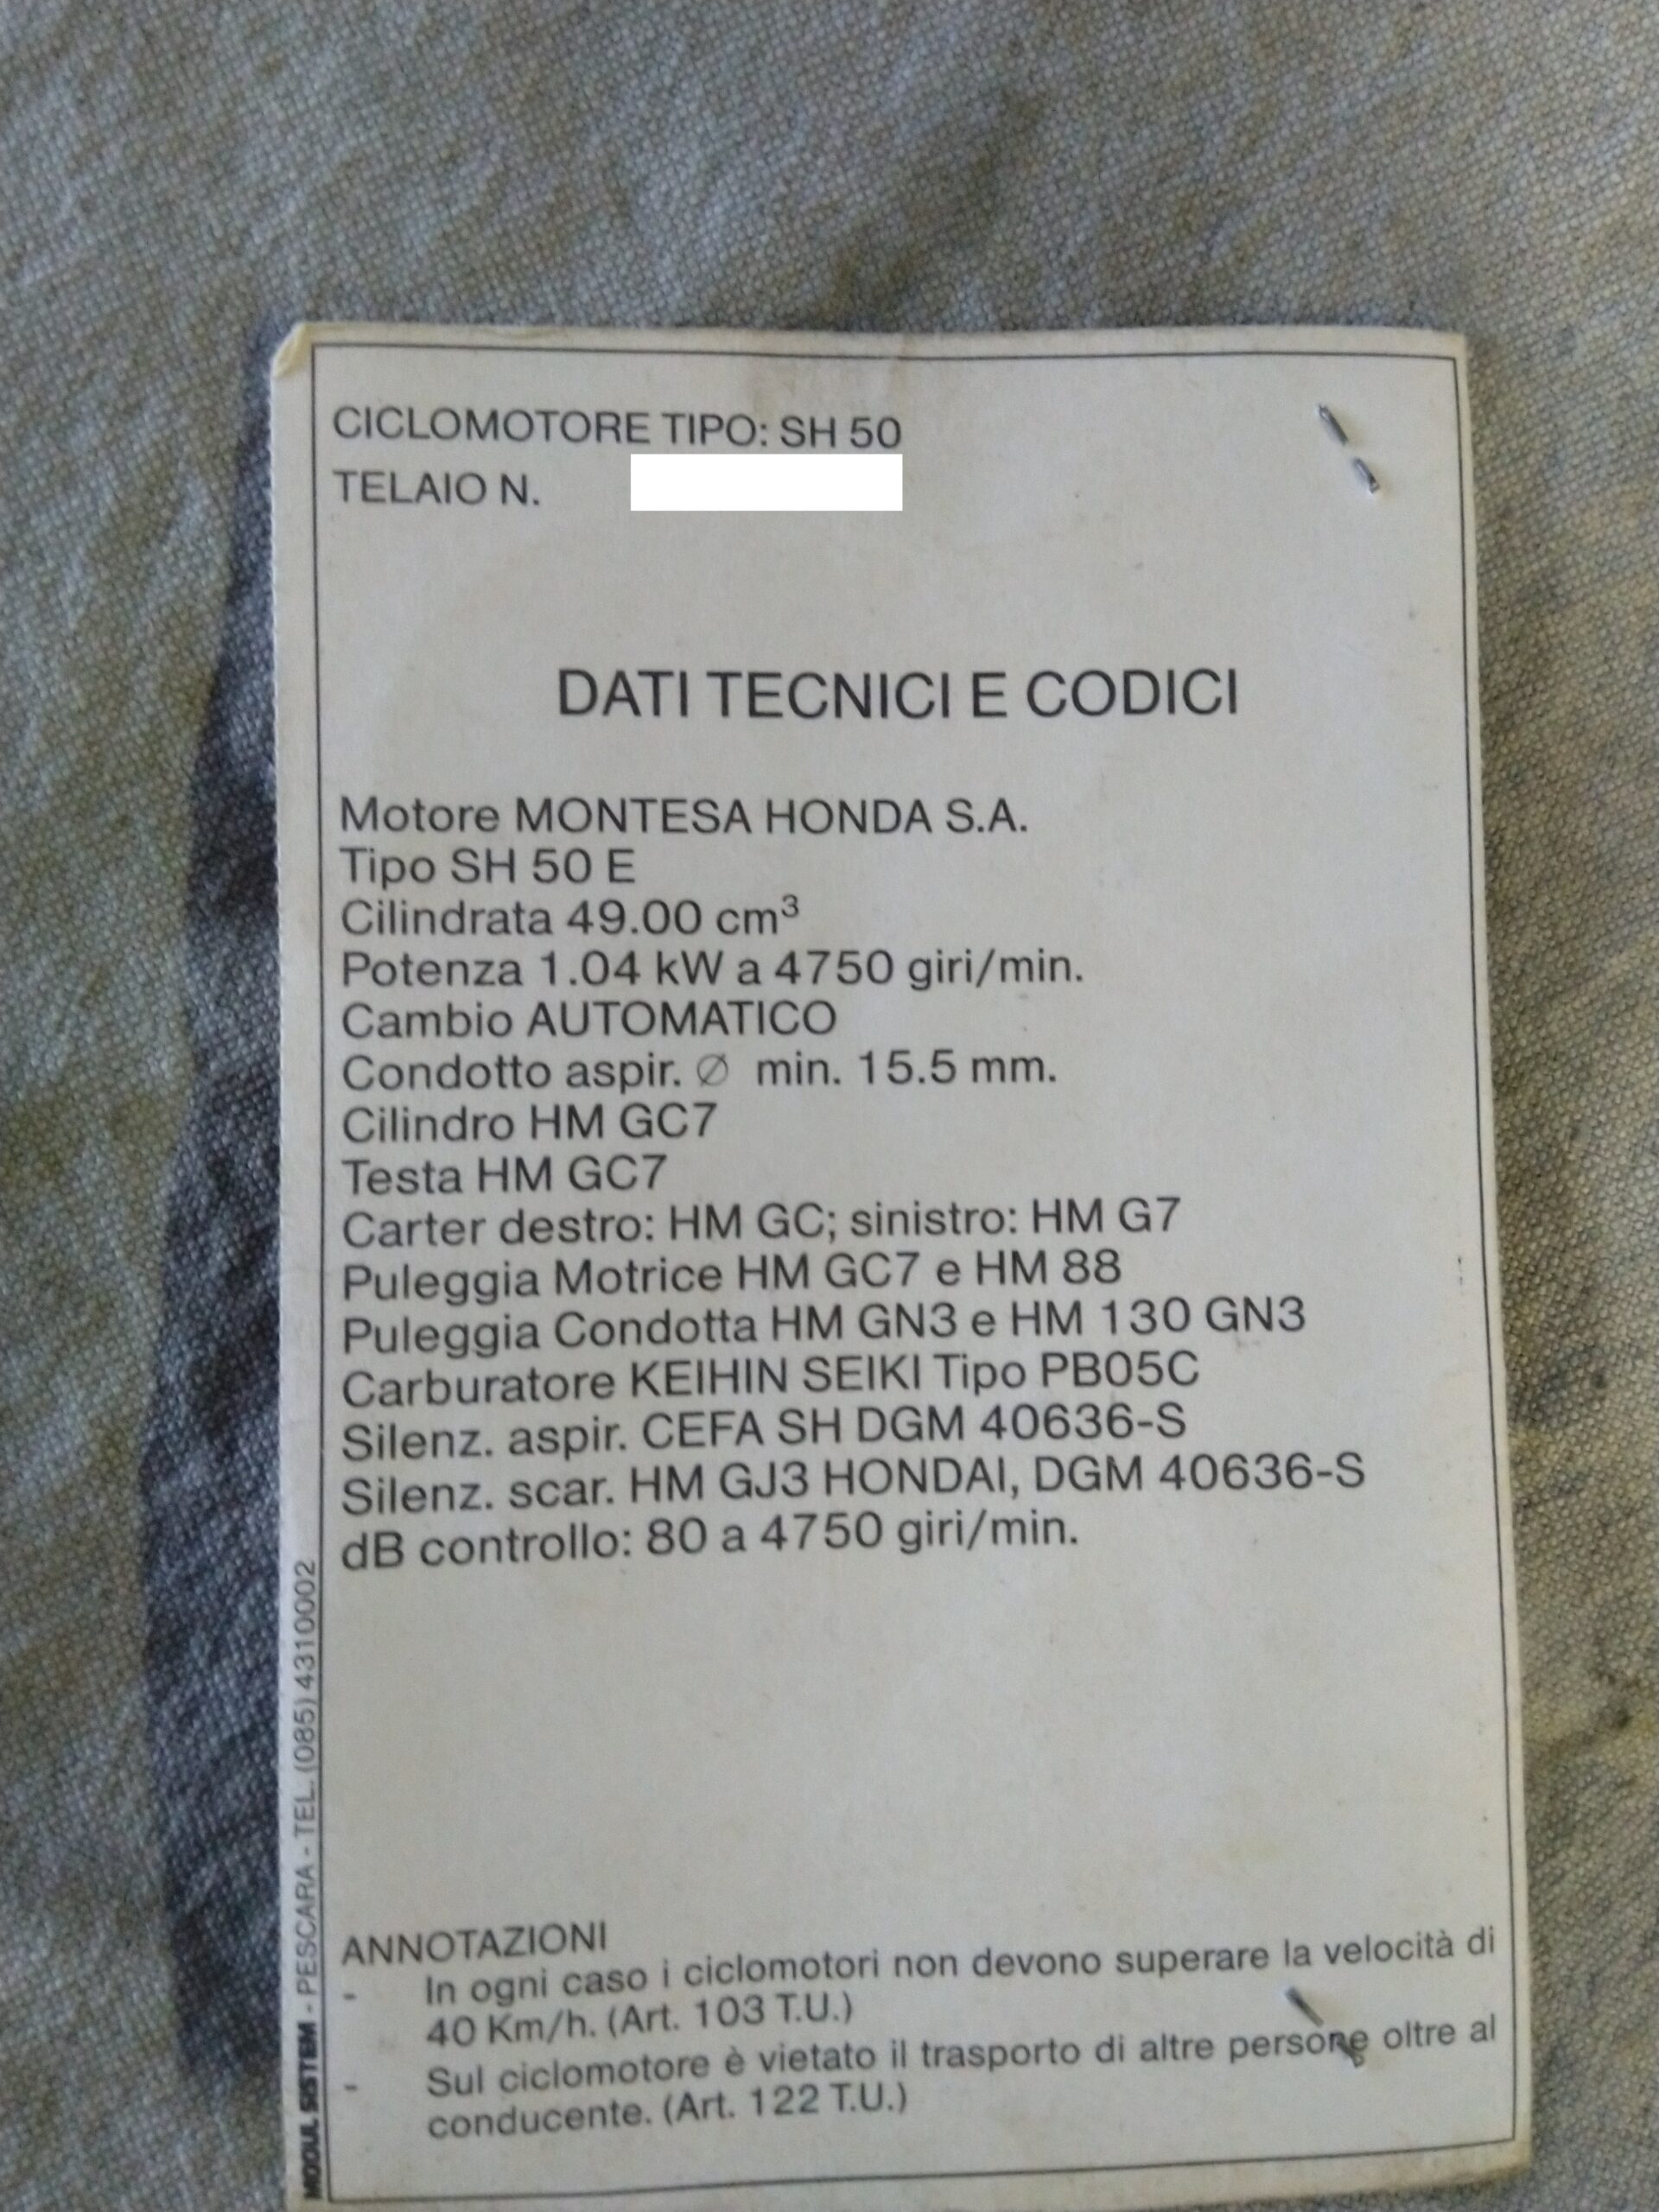 CICLOMOTORE TIPO: SH 50
TELAIO N.
DATI TECNICI E CODICI
Motore MONTESA HONDA S.A.
Tipo SH 50 E
Cilindrata 49.00 cm³
Potenza 1.04 kW a 4750 giri/min.
Cambio AUTOMATICO
Condotto aspir. ∅ min. 15.5 mm.
Cilindro HM GC7
Testa HM GC7
Carter destro: HM GC; sinistro: HM G7
Puleggia Motrice HM GC7 e HM 88
Puleggia Condotta HM GN3 e HM 130 GN3
Carburatore KEIHIN SEIKI Tipo PB05C
Silenz. aspir. CEFA SH DGM 40636-S
Silenz. scar. HM GJ3 HONDAI, DGM 40636-S
dB controllo: 80 a 4750 giri/min.
ANNOTAZIONI
- In ogni caso i ciclomotori non devono superare la velocità di
40 Km/h. (Art. 103 T.U.)
- Sul ciclomotore è vietato il trasporto di altre persone oltre al
conducente. (Art. 122 T.U.)
MODUL SISTEM - PESCARA - TEL. (085) 4310002